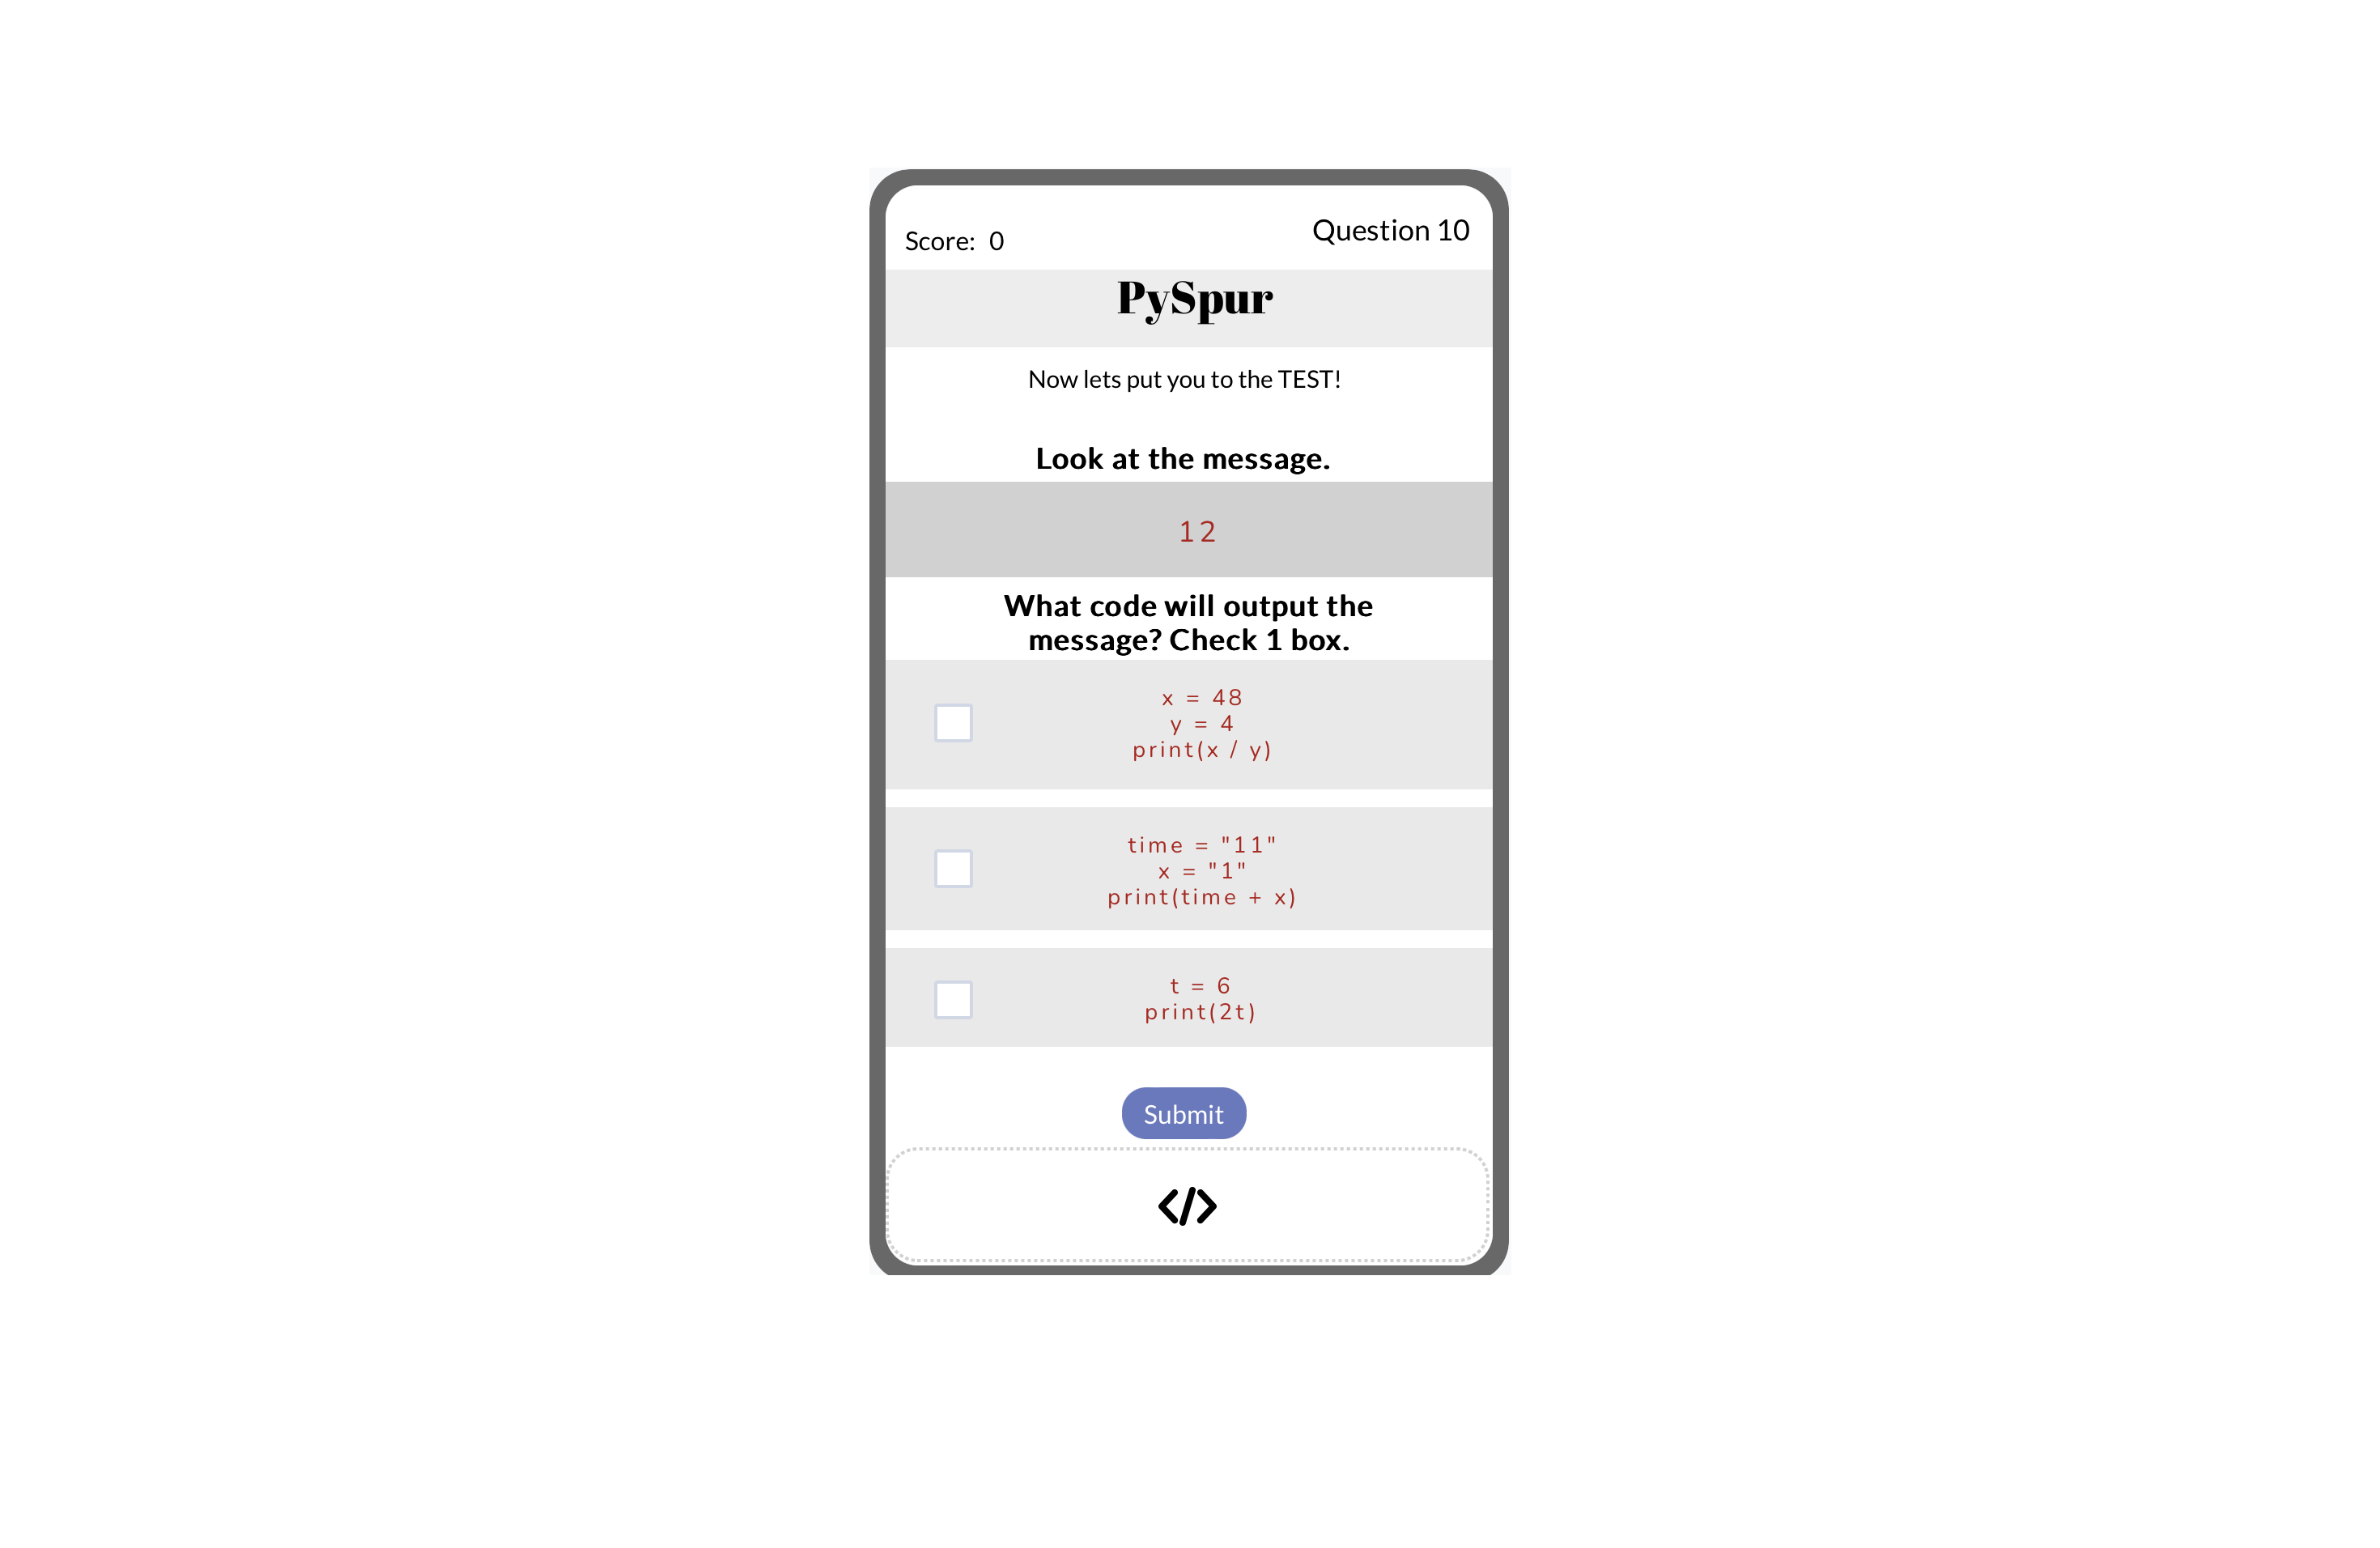 Score: 0
Question 10
PySpur
Now lets put you to the TEST!
Look at the message.
12
What code will output the
message? Check 1 box.
x = 48
y = 4
print(x / y)
time = "11"
x = "1"
print(time + x)
t = 6
print(2t)
Submit
</>